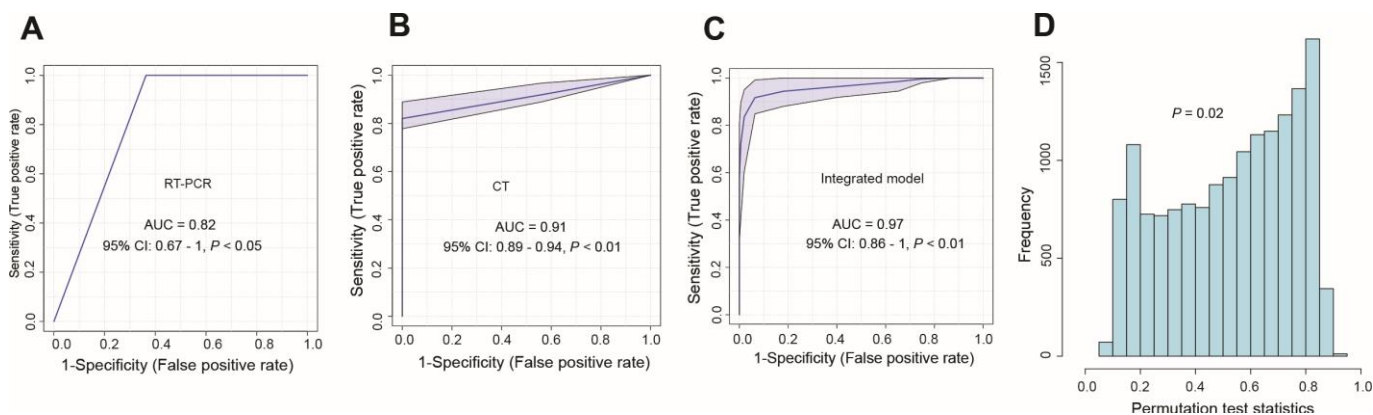 A
Sensitivity (True positive rate)
1.0
0.8
0.6
0.4
0.2
0.0
RT-PCR
AUC = 0.82
95% CI: 0.67 - 1, P < 0.05
0.0 0.2 0.4 0.6 0.8 1.0
1-Specificity (False positive rate)
B
Sensitivity (True positive rate)
1.0
0.8
0.6
0.4
0.2
0.0
CT
AUC = 0.91
95% CI: 0.89 - 0.94, P < 0.01
0.0 0.2 0.4 0.6 0.8 1.0
1-Specificity (False positive rate)
C
Sensitivity (True positive rate)
1.0
0.8
0.6
0.4
0.2
0.0
Integrated model
AUC = 0.97
95% CI: 0.86 - 1, P < 0.01
0.0 0.2 0.4 0.6 0.8 1.0
1-Specificity (False positive rate)
D
Frequency
1500
1000
500
0
P = 0.02
0.0 0.2 0.4 0.6 0.8 1.0
Permutation test statistics